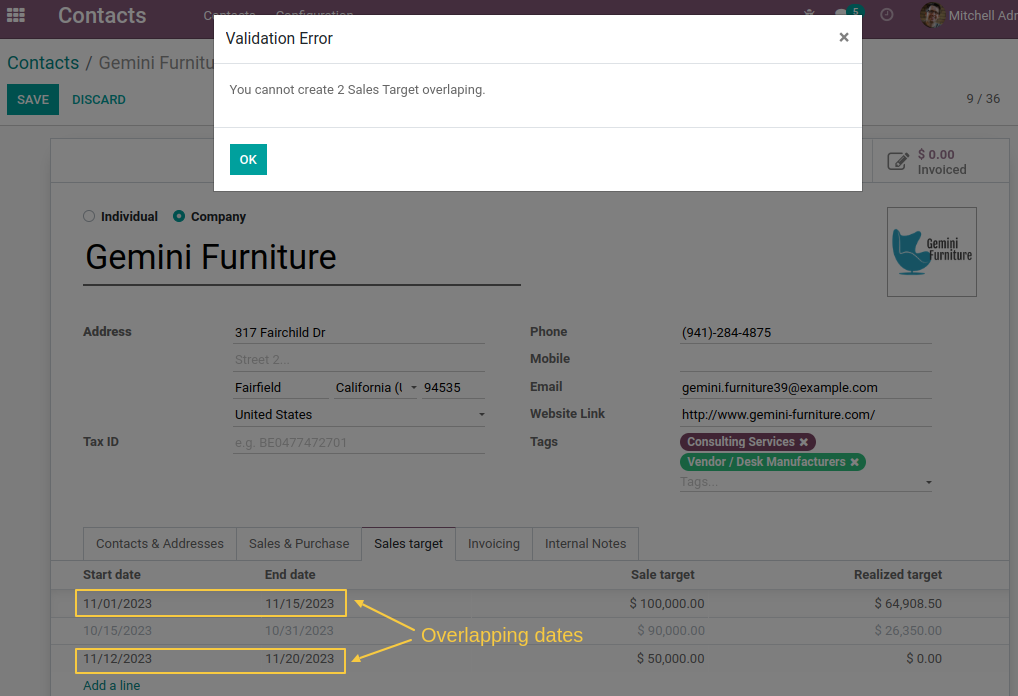 Contacts
Contacts Configuration
5
Mitchell Adr
Validation Error
×
You cannot create 2 Sales Target overlaping.
OK
Contacts / Gemini Furnitu
SAVE DISCARD
9 / 36
$ 0.00
Invoiced
Individual Company
Gemini Furniture
Gemini
Furniture
Address 317 Fairchild Dr
Street 2...
Fairfield California (U 94535
United States
Tax ID e.g. BE0477472701
Phone (941)-284-4875
Mobile
Email gemini.furniture39@example.com
Website Link http://www.gemini-furniture.com/
Tags Consulting Services ×
Vendor / Desk Manufacturers ×
Tags...
Contacts & Addresses Sales & Purchase Sales target Invoicing Internal Notes
Start date End date Sale target Realized target
11/01/2023 11/15/2023 $ 100,000.00 $ 64,908.50
10/15/2023 10/31/2023 $ 90,000.00 $ 26,350.00
Overlapping dates
11/12/2023 11/20/2023 $ 50,000.00 $ 0.00
Add a line